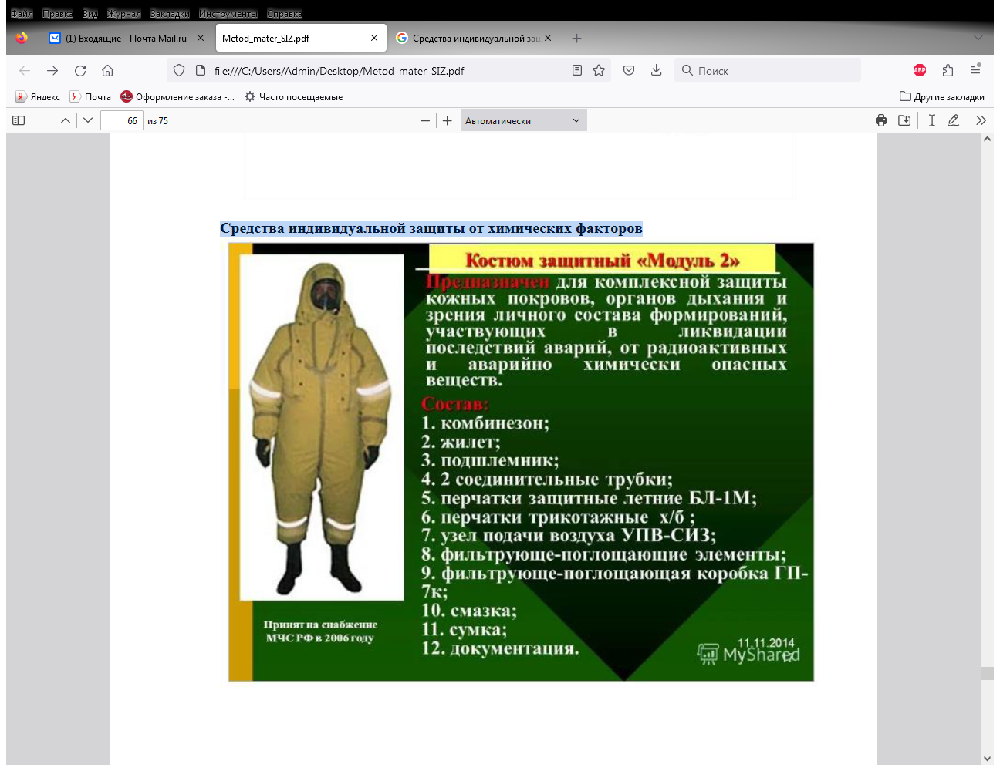 Файл Правка Вид Журнал Закладки Инструменты Справка
(1) Входящие - Почта Mail.ru
Metod_mater_SIZ.pdf
Средства индивидуальной защ
file:///C:/Users/Admin/Desktop/Metod_mater_SIZ.pdf
Поиск
ABP
Яндекс
Почта
Оформление заказа -...
Часто посещаемые
Другие закладки
66 из 75
Автоматически
Средства индивидуальной защиты от химических факторов
Костюм защитный «Модуль 2»
Предназначен для комплексной защиты
кожных покровов, органов дыхания и
зрения личного состава формирований,
участвующих в ликвидации
последствий аварий, от радиоактивных
и аварийно химически опасных
веществ.
Состав:
1. комбинезон;
2. жилет;
3. подшлемник;
4. 2 соединительные трубки;
5. перчатки защитные летние БЛ-1М;
6. перчатки трикотажные х/б ;
7. узел подачи воздуха УПВ-СИЗ;
8. фильтрующе-поглощающие элементы;
9. фильтрующе-поглощающая коробка ГП-
7к;
10. смазка;
11. сумка;
12. документация.
Принят на снабжение
МЧС РФ в 2006 году
11.11.2014
MyShared
17